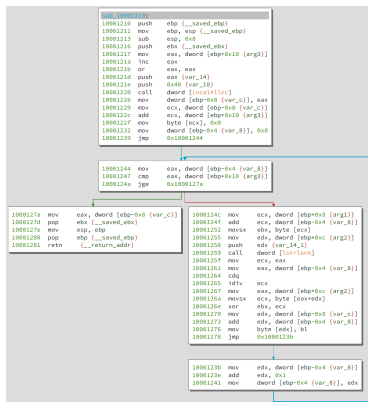 sub_10001210:
10001210 push ebp {__saved_ebp}
10001211 mov ebp, esp {__saved_ebp}
10001213 sub esp, 0x8
10001216 push ebx {__saved_ebx}
10001217 mov eax, dword [ebp+0x10 {arg3}]
1000121a inc eax
1000121b or eax, eax
1000121d push eax {var_14}
1000121e push 0x40 {var_18}
10001220 call dword [LocalAlloc]
10001226 mov dword [ebp-0x8 {var_c}], eax
10001229 mov ecx, dword [ebp-0x8 {var_c}]
1000122c add ecx, dword [ebp+0x10 {arg3}]
1000122f mov byte [ecx], 0x0
10001232 mov dword [ebp-0x4 {var_8}], 0x0
10001239 jmp 0x10001244
10001244 mov eax, dword [ebp-0x4 {var_8}]
10001247 cmp eax, dword [ebp+0x10 {arg3}]
1000124a jge 0x1000127a
1000127a mov eax, dword [ebp-0x8 {var_c}]
1000127d pop ebx {__saved_ebx}
1000127e mov esp, ebp
10001280 pop ebp {__saved_ebp}
10001281 retn {__return_addr}
1000124c mov ecx, dword [ebp+0x8 {arg1}]
1000124f add ecx, dword [ebp-0x4 {var_8}]
10001252 movsx ebx, byte [ecx]
10001255 mov edx, dword [ebp+0xc {arg2}]
10001258 push edx {var_14_1}
10001259 call dword [lstrlenA]
1000125f mov ecx, eax
10001261 mov eax, dword [ebp-0x4 {var_8}]
10001264 cdq
10001265 idiv ecx
10001267 mov eax, dword [ebp+0xc {arg2}]
1000126a movsx ecx, byte [eax+edx]
1000126e xor ebx, ecx
10001270 mov edx, dword [ebp-0x8 {var_c}]
10001273 add edx, dword [ebp-0x4 {var_8}]
10001276 mov byte [edx], bl
10001278 jmp 0x1000123b
1000123b mov edx, dword [ebp-0x4 {var_8}]
1000123e add edx, 0x1
10001241 mov dword [ebp-0x4 {var_8}], edx